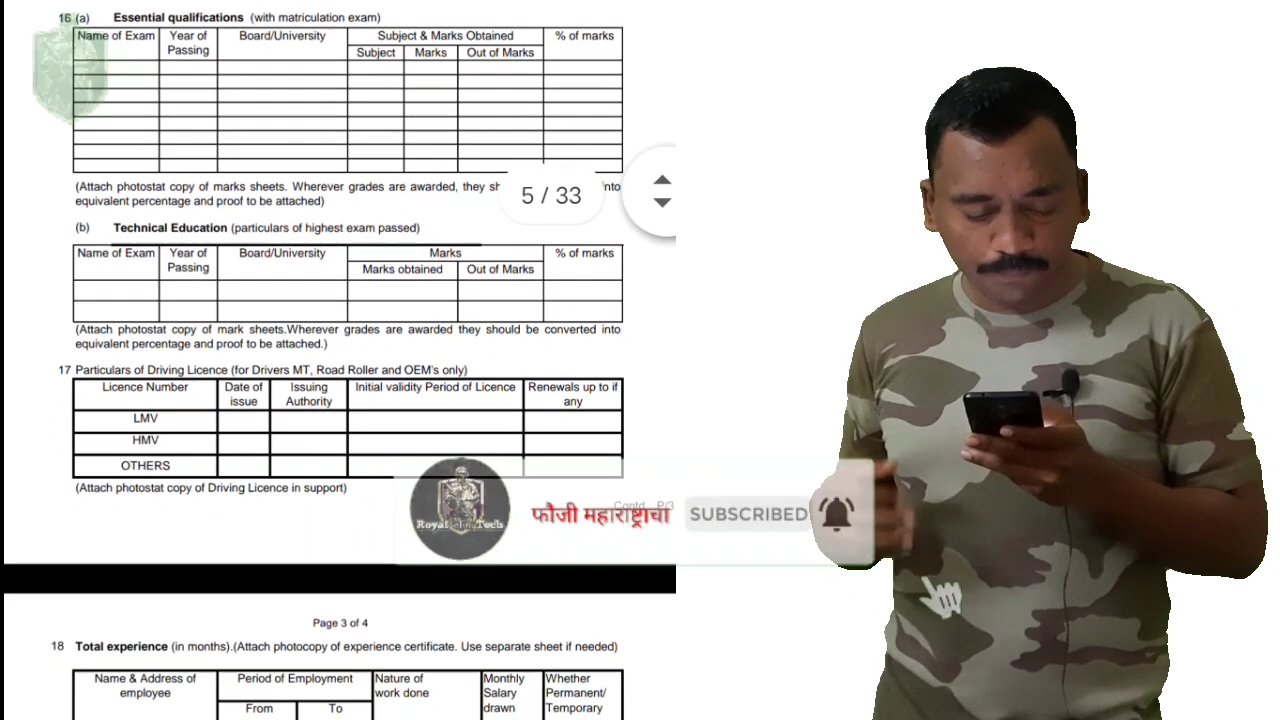 16 (a) Essential qualifications (with matriculation exam)
Name of Exam Year of Passing Board/University Subject & Marks Obtained % of marks
Subject Marks Out of Marks
(Attach photostat copy of marks sheets. Wherever grades are awarded, they into
equivalent percentage and proof to be attached)
5 / 33
(b) Technical Education (particulars of highest exam passed)
Name of Exam Year of Passing Board/University Marks % of marks
Marks obtained Out of Marks
(Attach photostat copy of mark sheets.Wherever grades are awarded they should be converted into
equivalent percentage and proof to be attached.)
17 Particulars of Driving Licence (for Drivers MT, Road Roller and OEM's only)
Licence Number Date of issue Issuing Authority Initial validity Period of Licence Renewals up to if any
LMV
HMV
OTHERS
(Attach photostat copy of Driving Licence in support)
Contd...P/3
Royal Tech
फौजी महाराष्ट्राचा SUBSCRIBED
Page 3 of 4
18 Total experience (in months).(Attach photocopy of experience certificate. Use separate sheet if needed)
Name & Address of employee Period of Employment Nature of work done Monthly Salary drawn Whether Permanent/ Temporary
From To